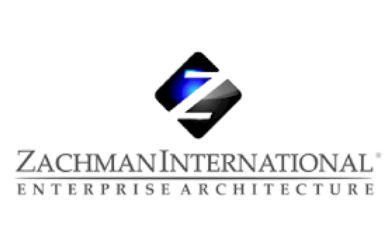 Z
ZACHMAN INTERNATIONAL®
ENTERPRISE ARCHITECTURE